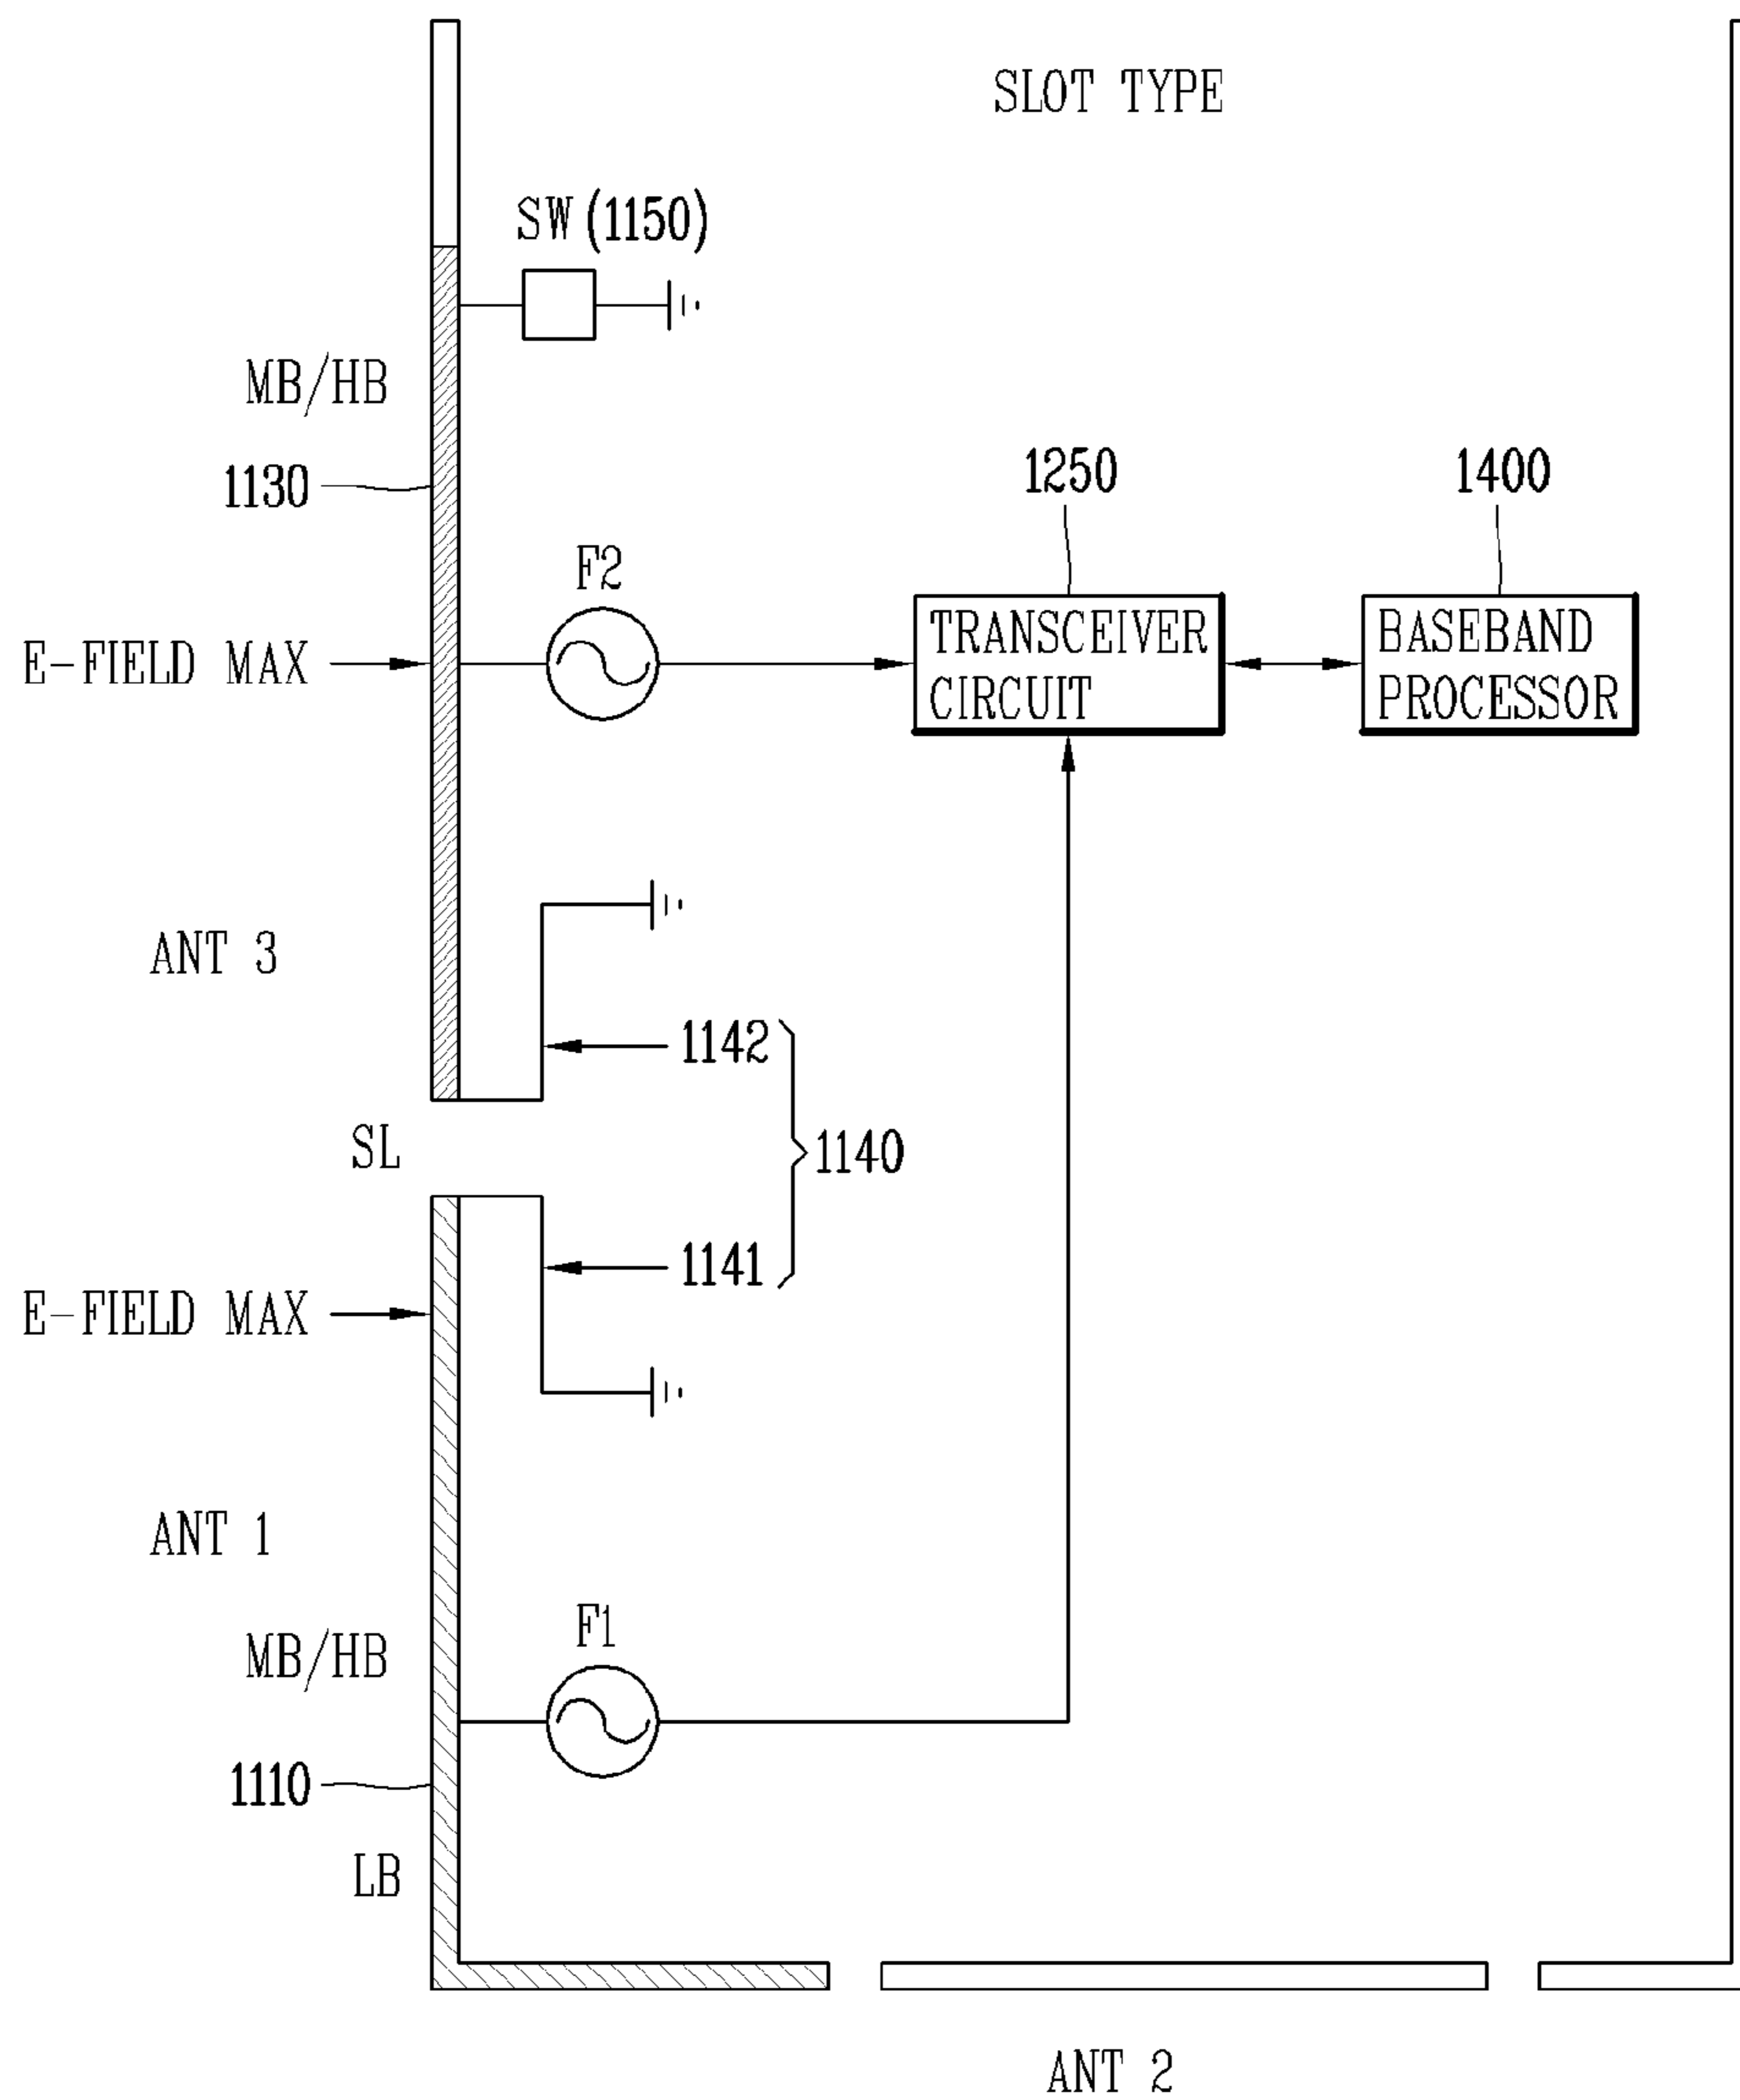 SLOT TYPE
SW (1150)
MB/HB
1130
1250
1400
F2
E-FIELD MAX
TRANSCEIVER
CIRCUIT
BASEBAND
PROCESSOR
ANT 3
1142
SL
1140
1141
E-FIELD MAX
ANT 1
F1
MB/HB
1110
LB
ANT 2